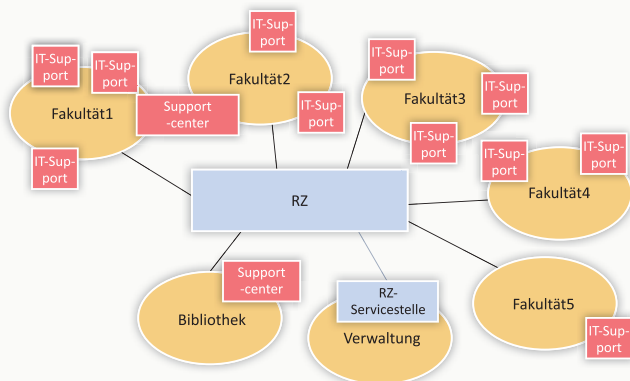 IT-Sup-
port
IT-Sup-
port
IT-Sup-
port
Fakultät1
Support
-center
IT-Sup-
port
Fakultät2
IT-Sup-
port
IT-Sup-
port
Fakultät3
IT-Sup-
port
IT-Sup-
port
IT-Sup-
port
IT-Sup-
port
Fakultät4
IT-Sup-
port
RZ
Support
-center
Bibliothek
RZ-
Servicestelle
Verwaltung
Fakultät5
IT-Sup-
port